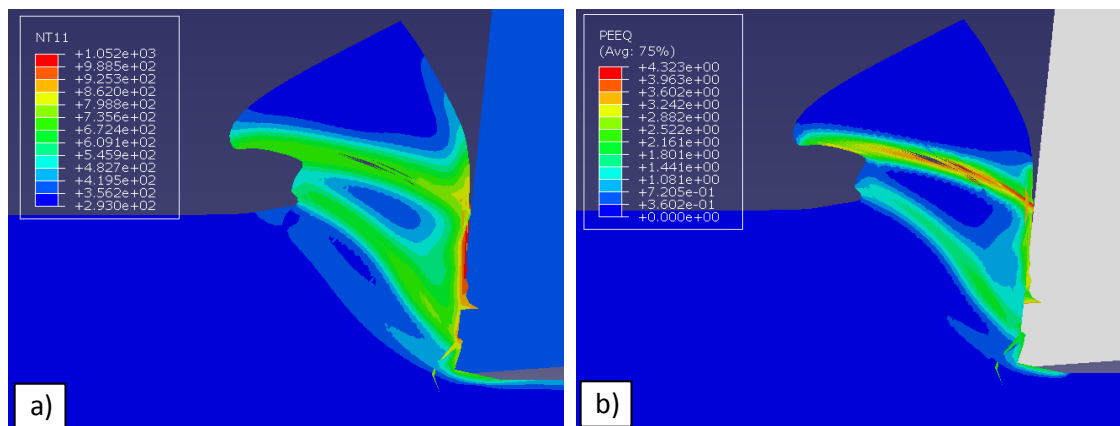 NT11
+1.052e+03
+9.885e+02
+9.253e+02
+8.620e+02
+7.988e+02
+7.356e+02
+6.724e+02
+6.091e+02
+5.459e+02
+4.827e+02
+4.195e+02
+3.562e+02
+2.930e+02
a)
PEEQ
(Avg: 75%)
+4.323e+00
+3.963e+00
+3.602e+00
+3.242e+00
+2.882e+00
+2.522e+00
+2.161e+00
+1.801e+00
+1.441e+00
+1.081e+00
+7.205e-01
+3.602e-01
+0.000e+00
b)